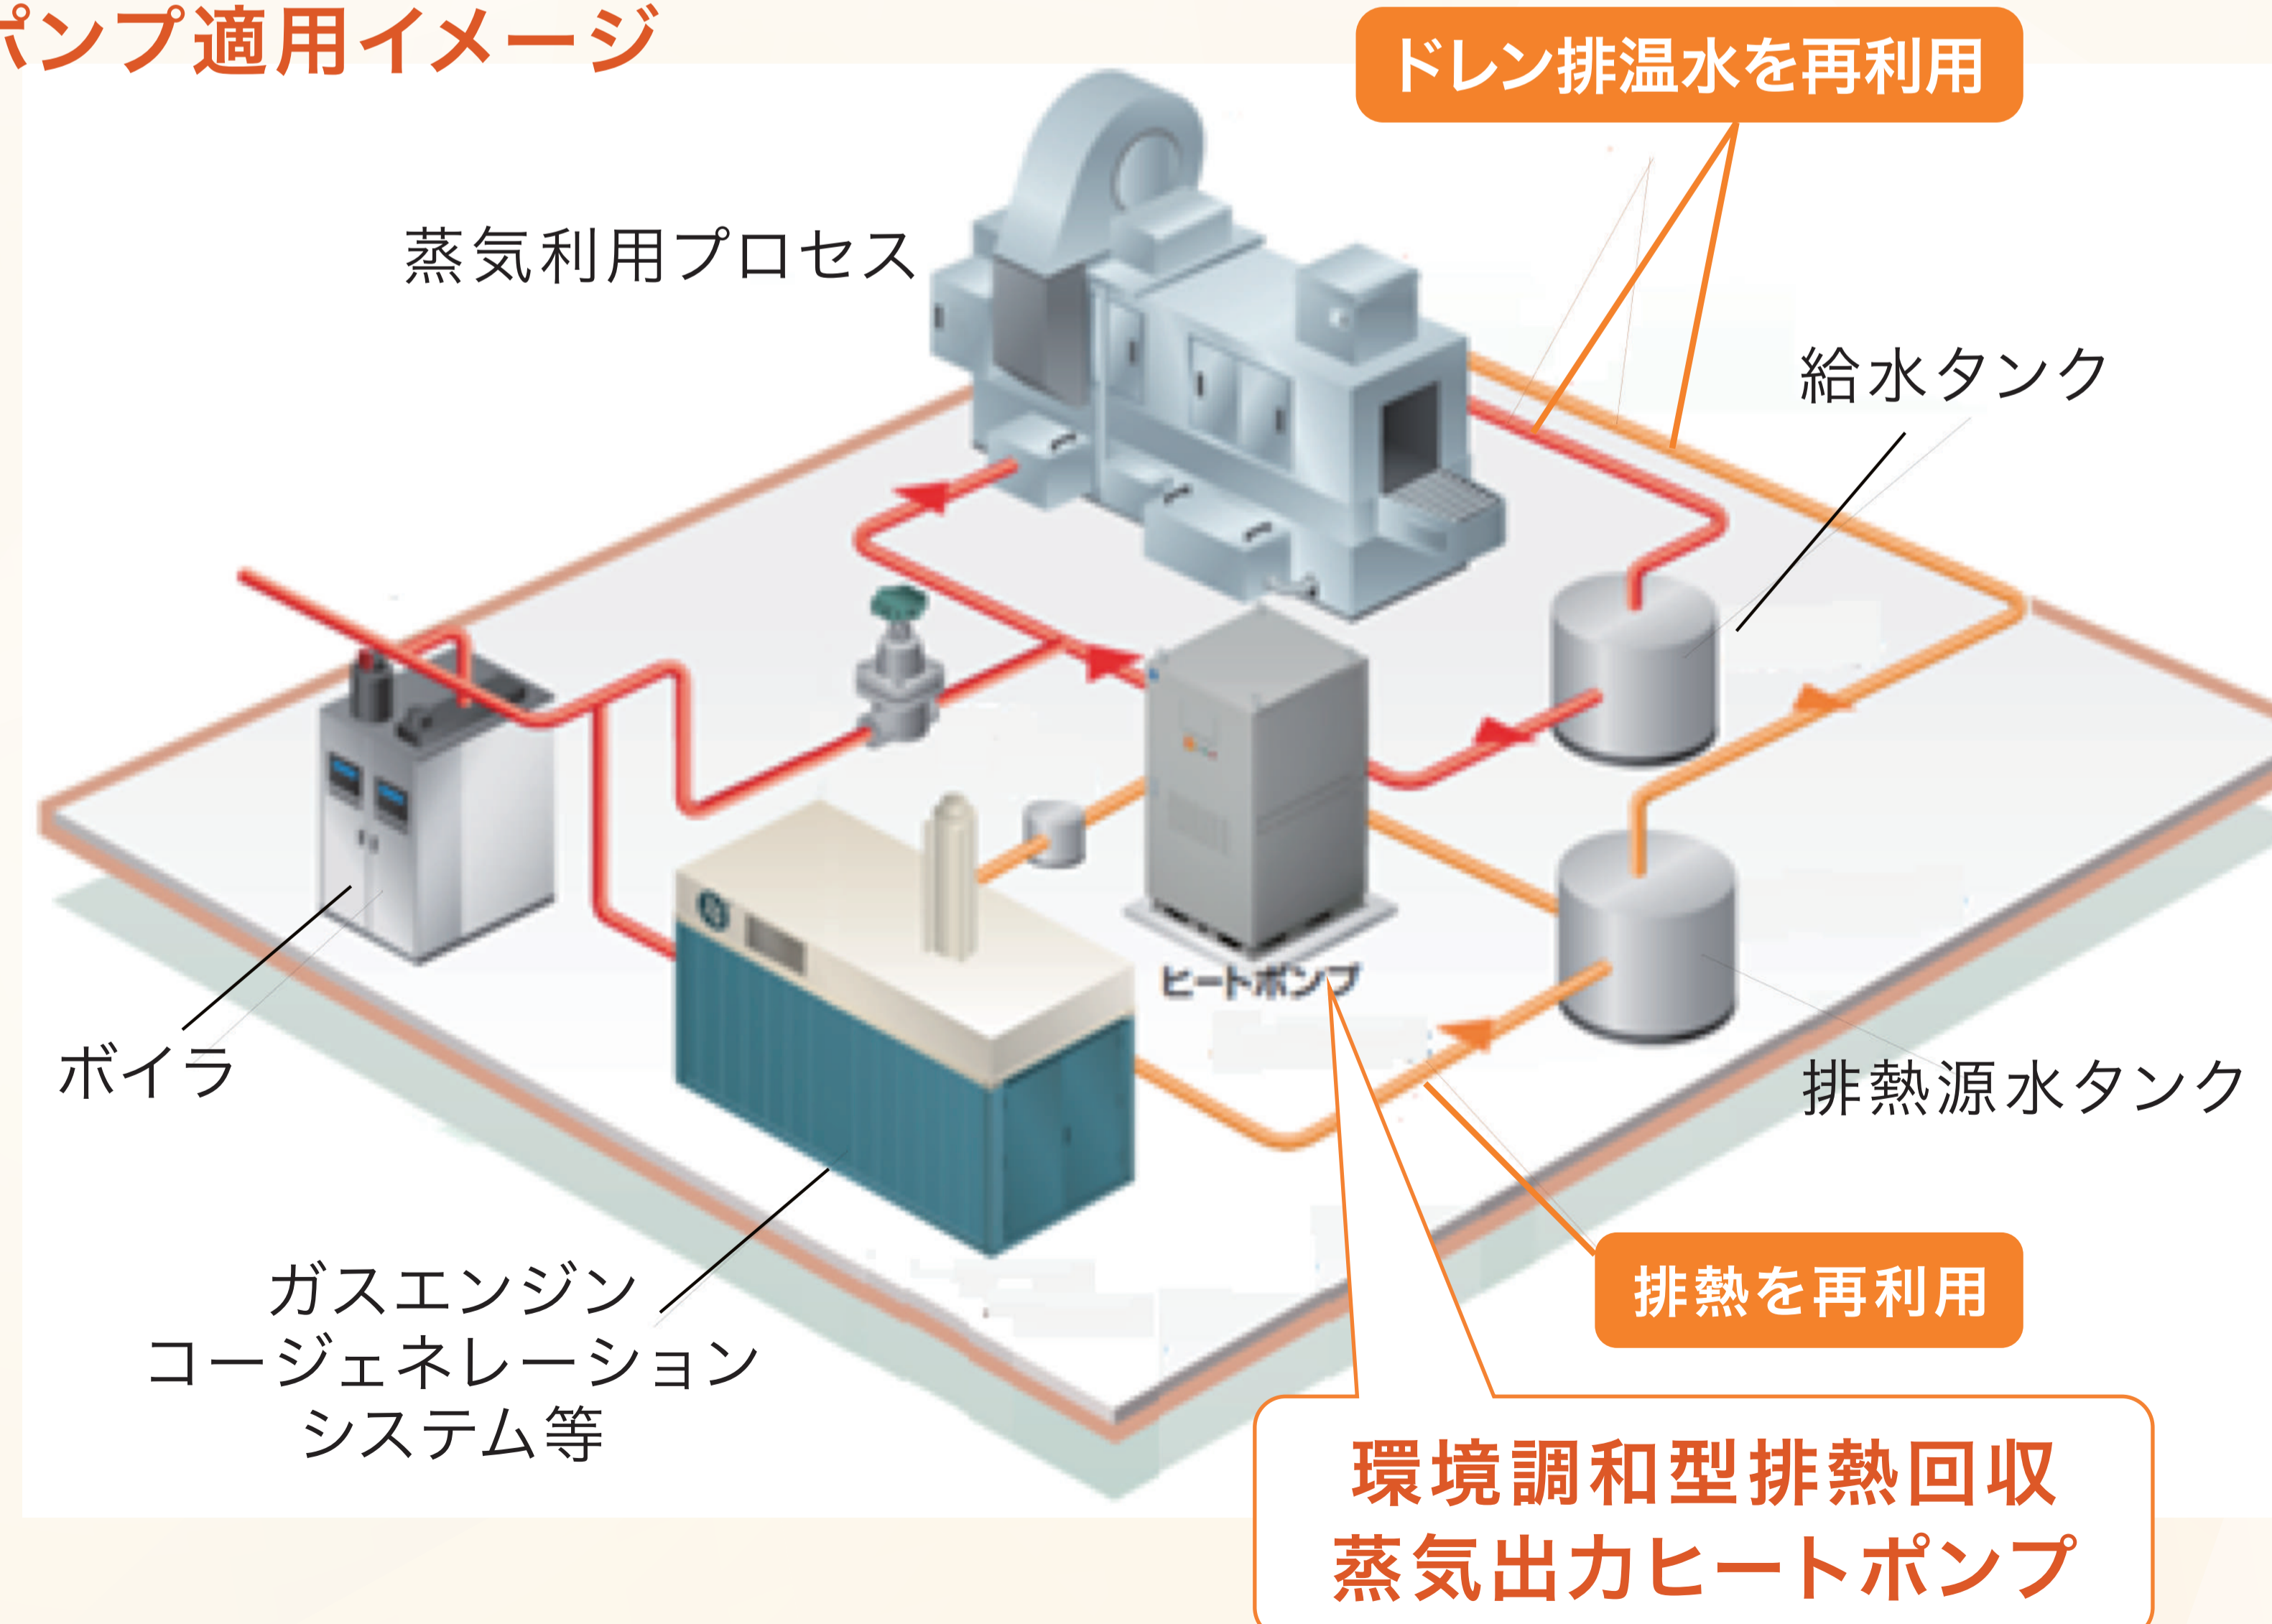 ポンプ適用イメージ
ドレン排温水を再利用
蒸気利用プロセス
給水タンク
ヒートポンプ
ボイラ
排熱源水タンク
ガスエンジン
コージェネレーション
システム等
排熱を再利用
環境調和型排熱回収
蒸気出力ヒートポンプ